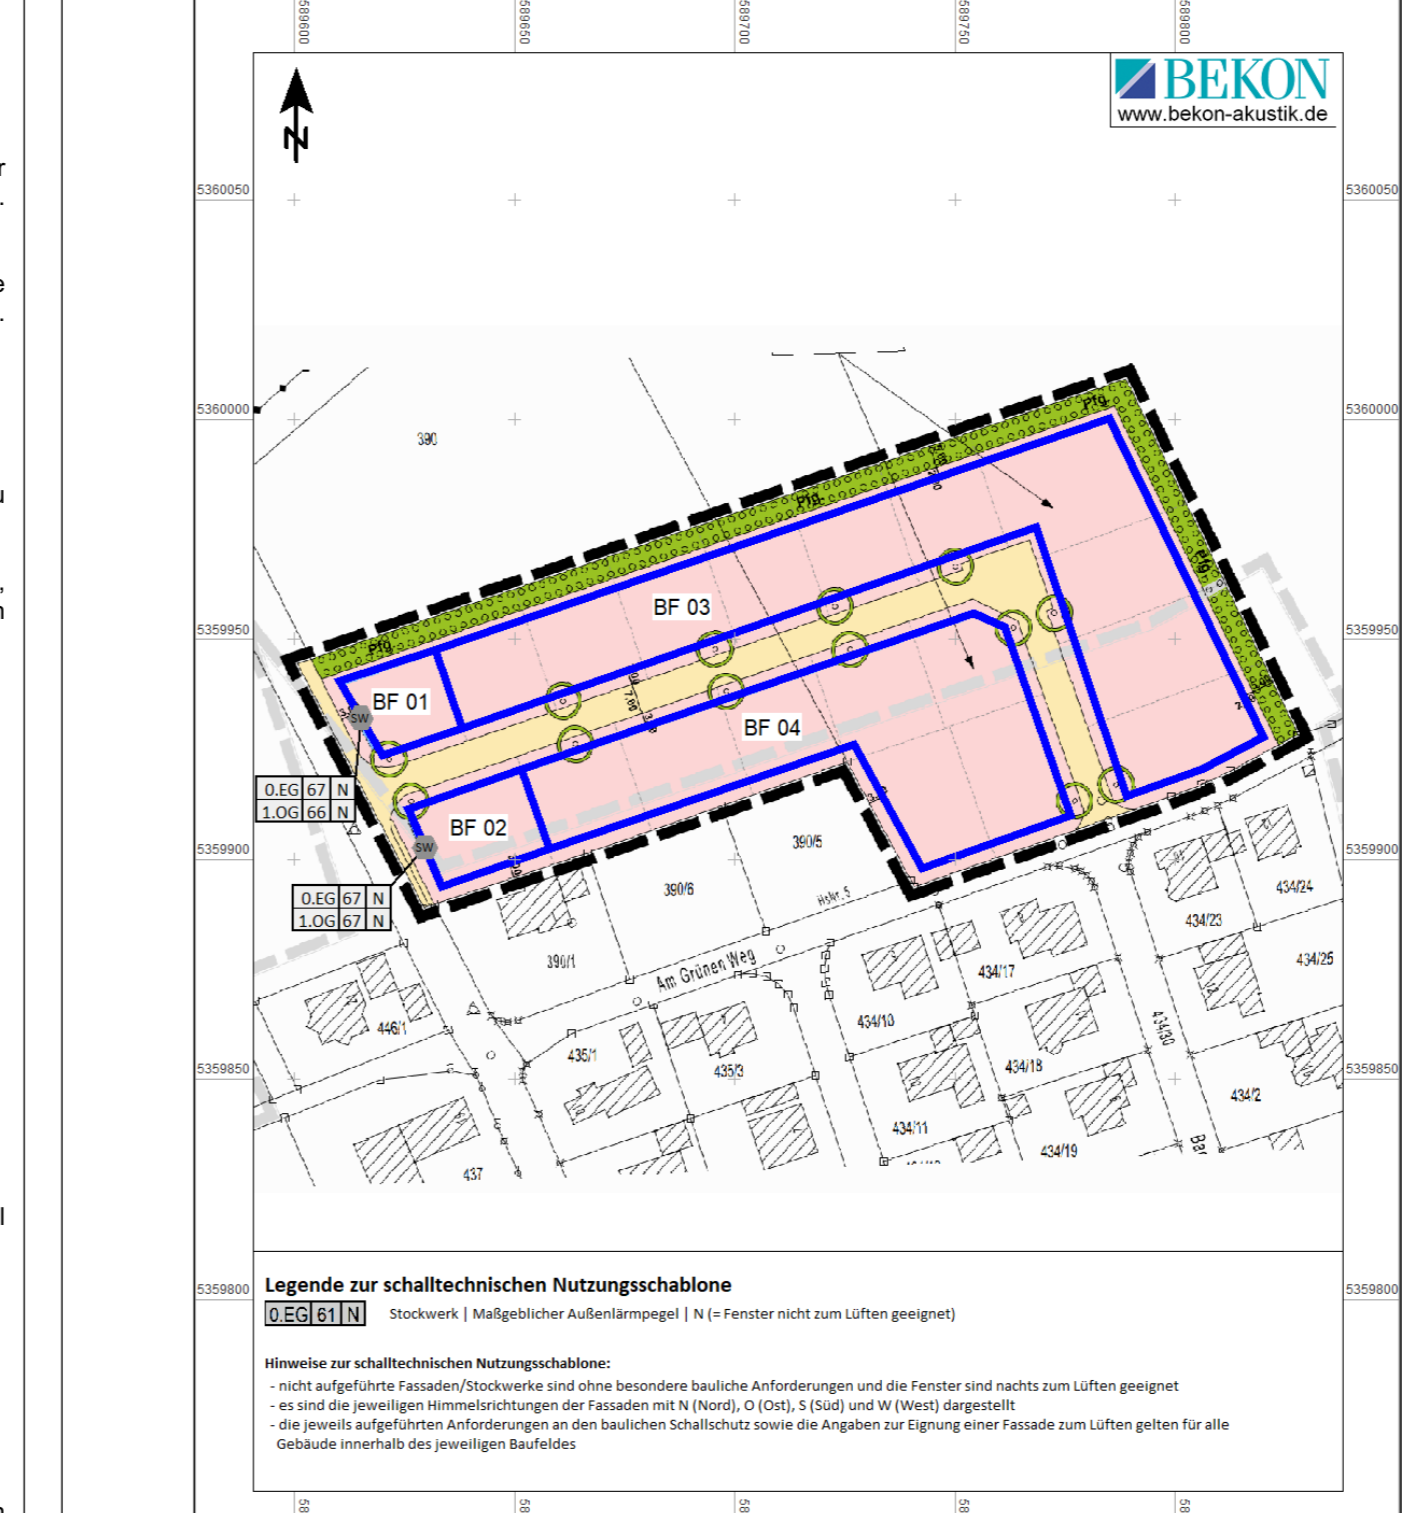 589600
589650
589700
589750
589800
BEKON
www.bekon-akustik.de
N
5360050
5360050
5360000
5360000
Pfg.
390
Pfg.
Pfg.
BF 03
5359950
5359950
Pfg.
BF 01
SW
BF 04
0.EG 67 N
1.OG 66 N
BF 02
SW
390/5
5359900
5359900
390/6
HsNr. 5
0.EG 67 N
1.OG 67 N
434/24
434/23
390/1
Am Grünen Weg
434/17
434/25
446/1
434/10
434/30
435/1
435/3
434/18
5359850
5359850
434/2
434/11
434/19
437
Legende zur schalltechnischen Nutzungsschablone
5359800
5359800
0.EG 61 N Stockwerk | Maßgeblicher Außenlärmpegel | N (= Fenster nicht zum Lüften geeignet)
Hinweise zur schalltechnischen Nutzungsschablone:
- nicht aufgeführte Fassaden/Stockwerke sind ohne besondere bauliche Anforderungen und die Fenster sind nachts zum Lüften geeignet
- es sind die jeweiligen Himmelsrichtungen der Fassaden mit N (Nord), O (Ost), S (Süd) und W (West) dargestellt
- die jeweils aufgeführten Anforderungen an den baulichen Schallschutz sowie die Angaben zur Eignung einer Fassade zum Lüften gelten für alle
Gebäude innerhalb des jeweiligen Baufeldes